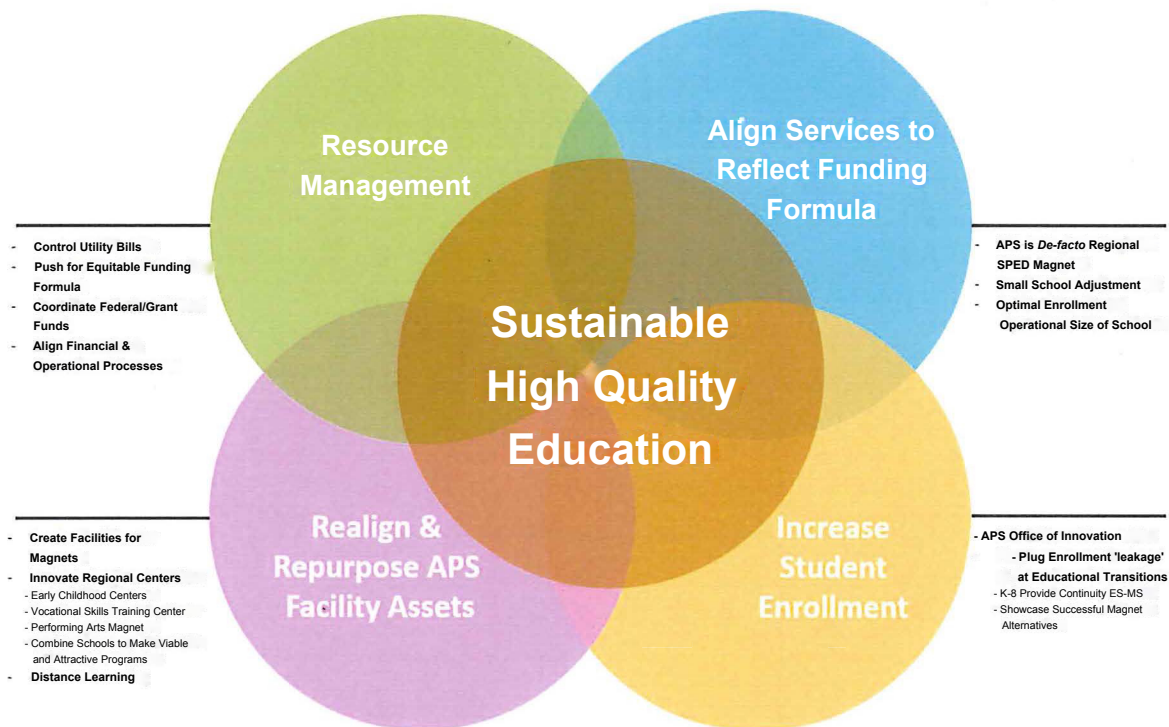 Resource
Management
Align Services to
Reflect Funding
Formula
- Control Utility Bills
- Push for Equitable Funding
Formula
- Coordinate Federal/Grant
Funds
- Align Financial &
Operational Processes
- APS is De-facto Regional
SPED Magnet
- Small School Adjustment
- Optimal Enrollment
Operational Size of School
Sustainable
High Quality
Education
- Create Facilities for
Magnets
- Innovate Regional Centers
- Early Childhood Centers
- Vocational Skills Training Center
- Performing Arts Magnet
- Combine Schools to Make Viable
and Attractive Programs
- Distance Learning
Realign &
Repurpose APS
Facility Assets
Increase
Student
Enrollment
- APS Office of Innovation
- Plug Enrollment 'leakage'
at Educational Transitions
- K-8 Provide Continuity ES-MS
- Showcase Successful Magnet
Alternatives